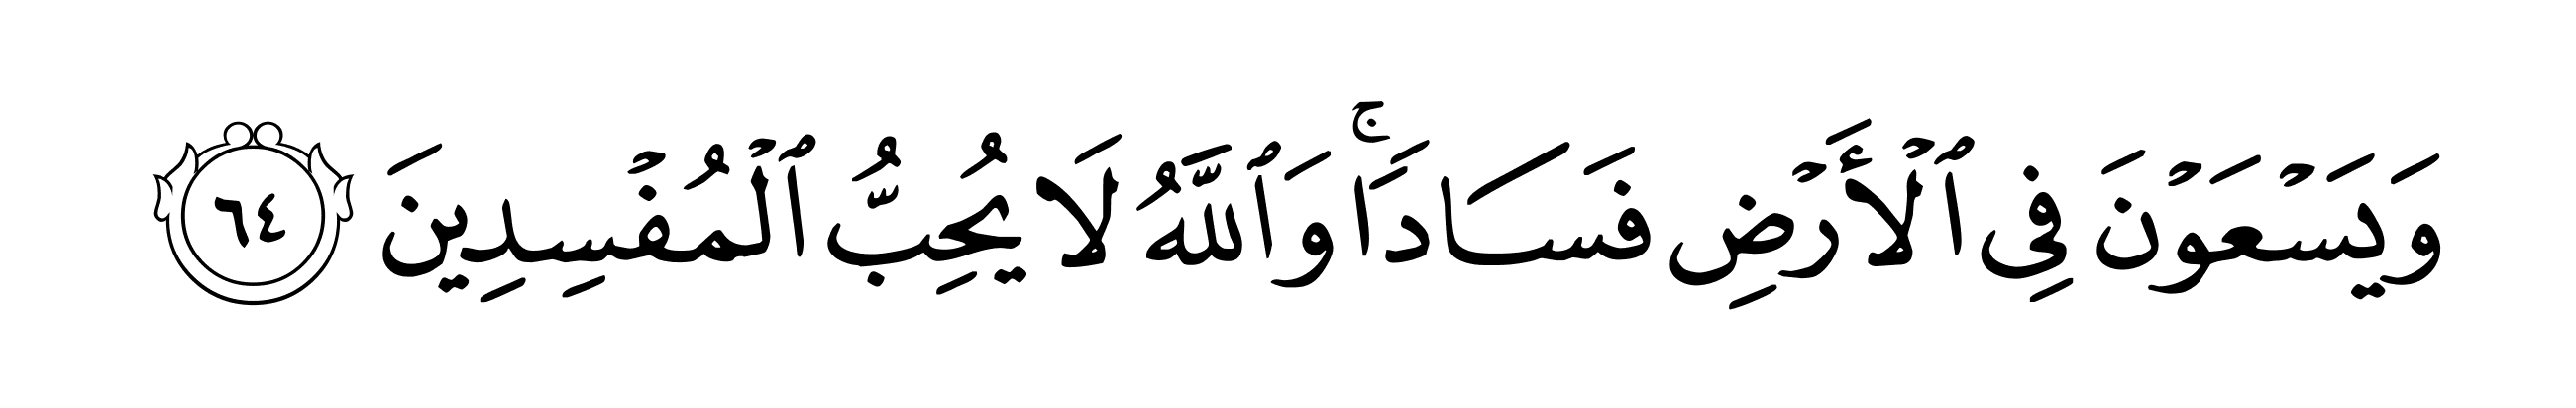 وَيَسۡعَوۡنَ فِي ٱلۡأَرۡضِ فَسَادٗاۚ وَٱللَّهُ لَا يُحِبُّ ٱلۡمُفۡسِدِينَ ٦٤